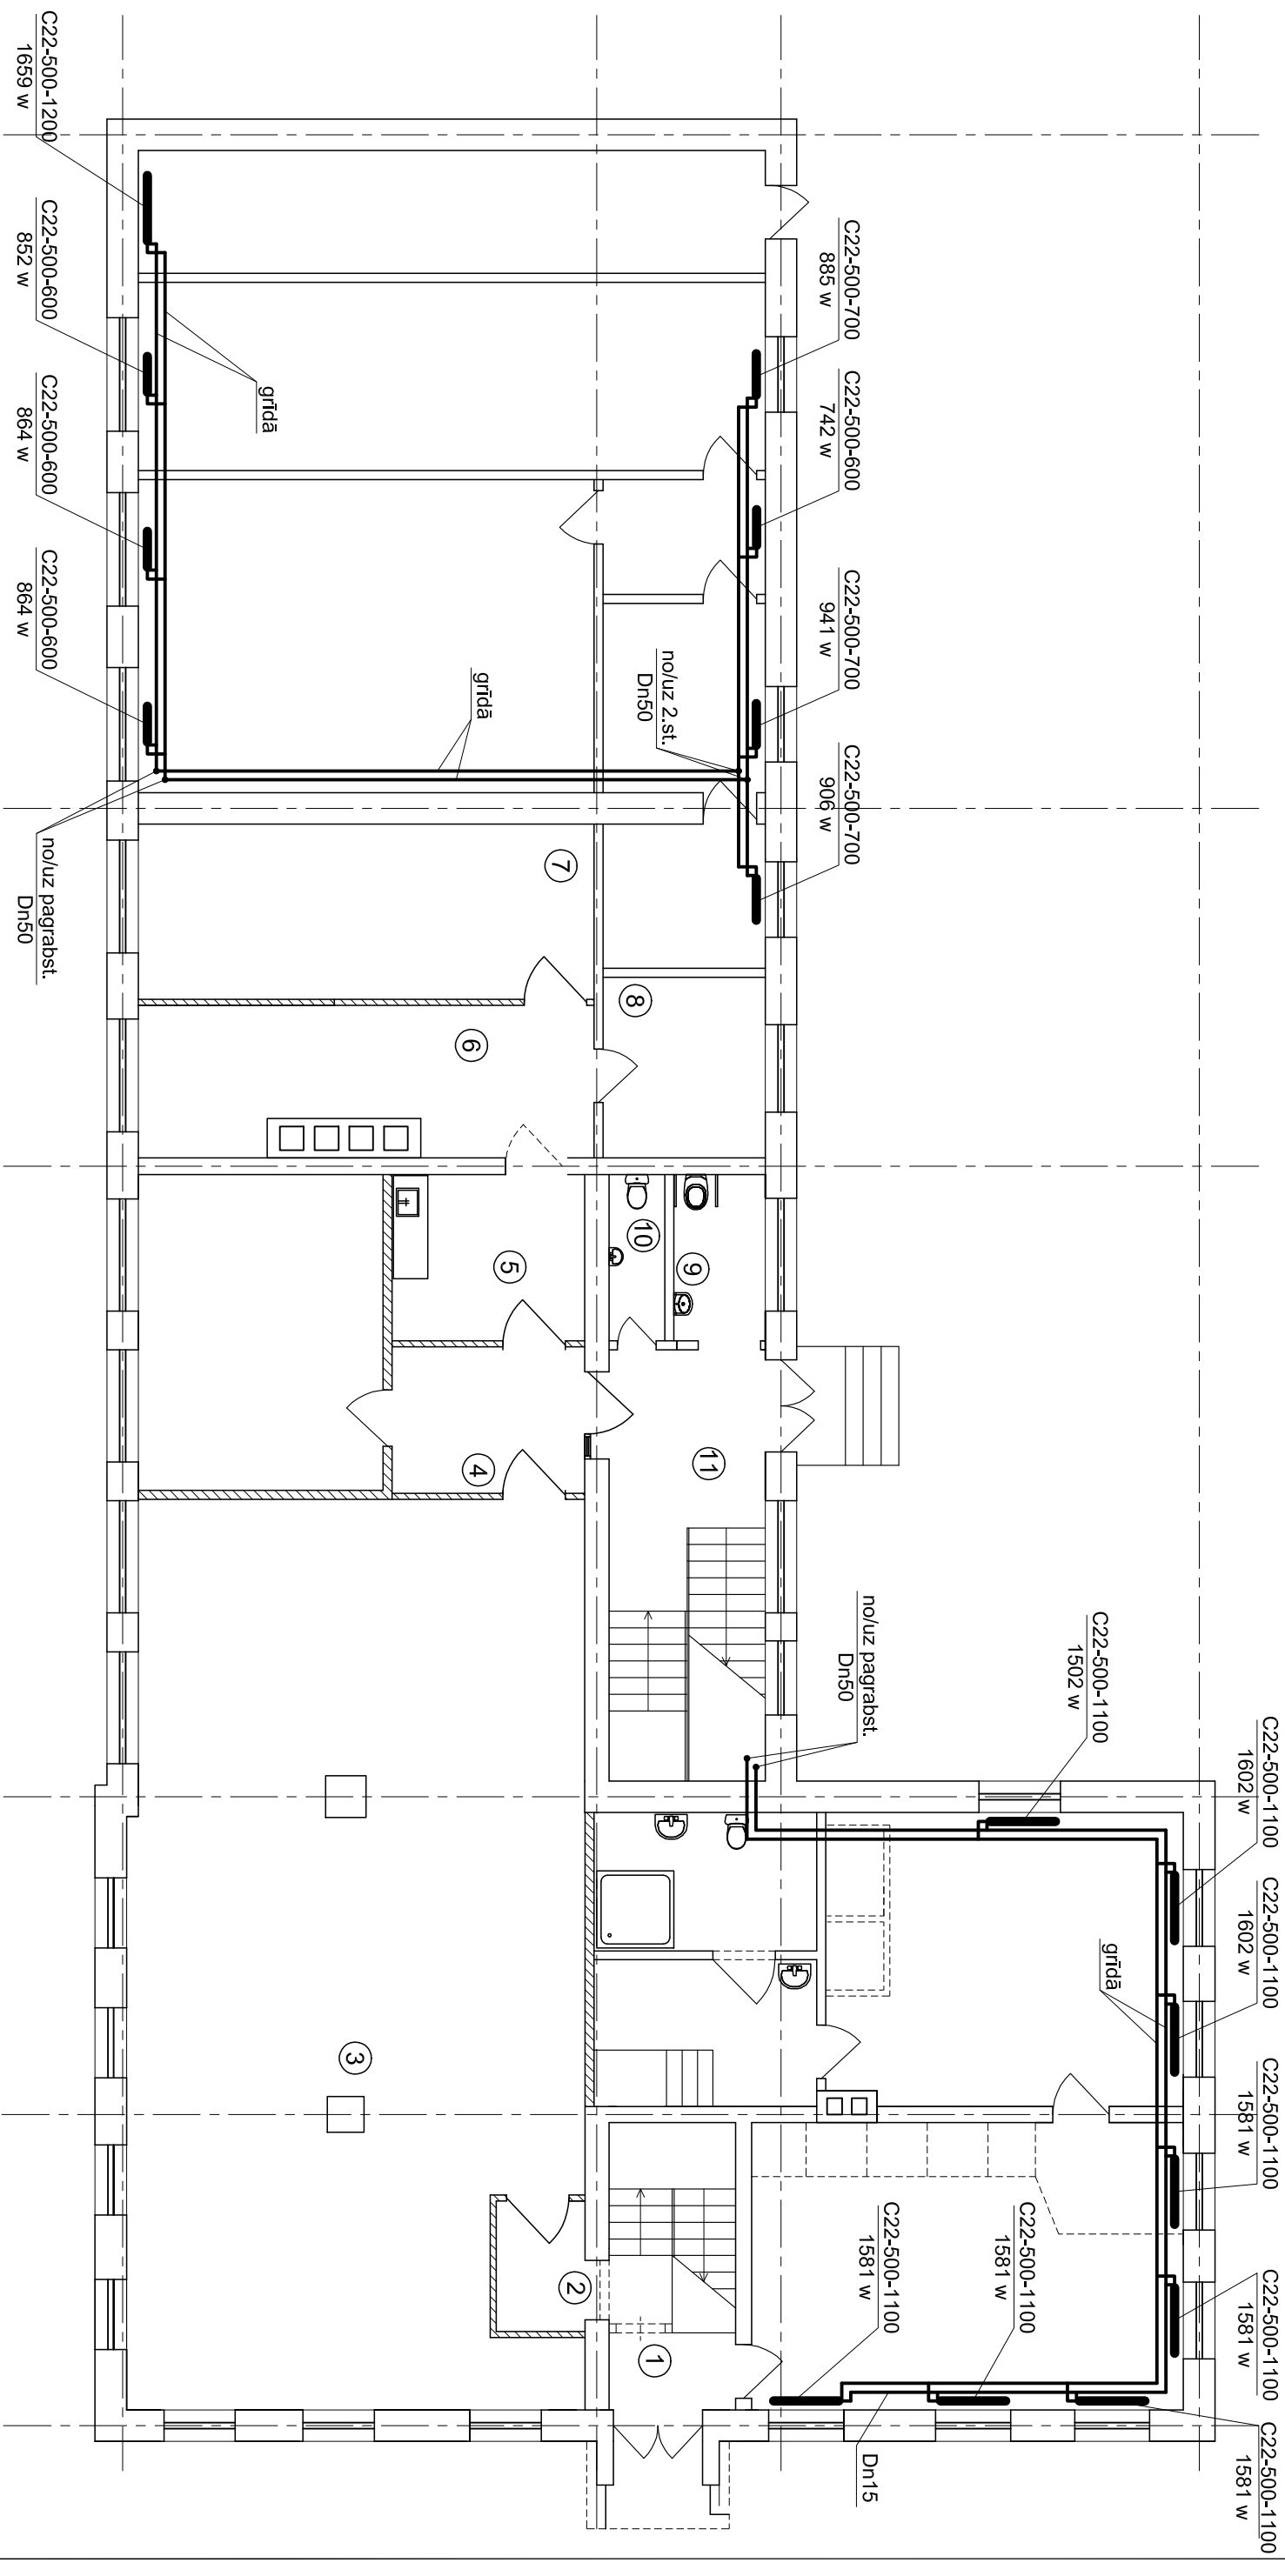 C22-500-1200
1659 w
C22-500-600
852 w
C22-500-600
864 w
C22-500-600
864 w
no/uz pagrabst.
Dn50
grīdā
grīdā
no/uz 2.st.
Dn50
C22-500-700
885 w
C22-500-600
742 w
C22-500-700
941 w
C22-500-700
906 w
7
8
6
10
9
5
4
11
no/uz pagrabst.
Dn50
C22-500-1100
1502 w
C22-500-1100
1602 w
C22-500-1100
1602 w
grīdā
C22-500-1100
1581 w
C22-500-1100
1581 w
C22-500-1100
1581 w
C22-500-1100
1581 w
C22-500-1100
1581 w
Dn15
3
2
1